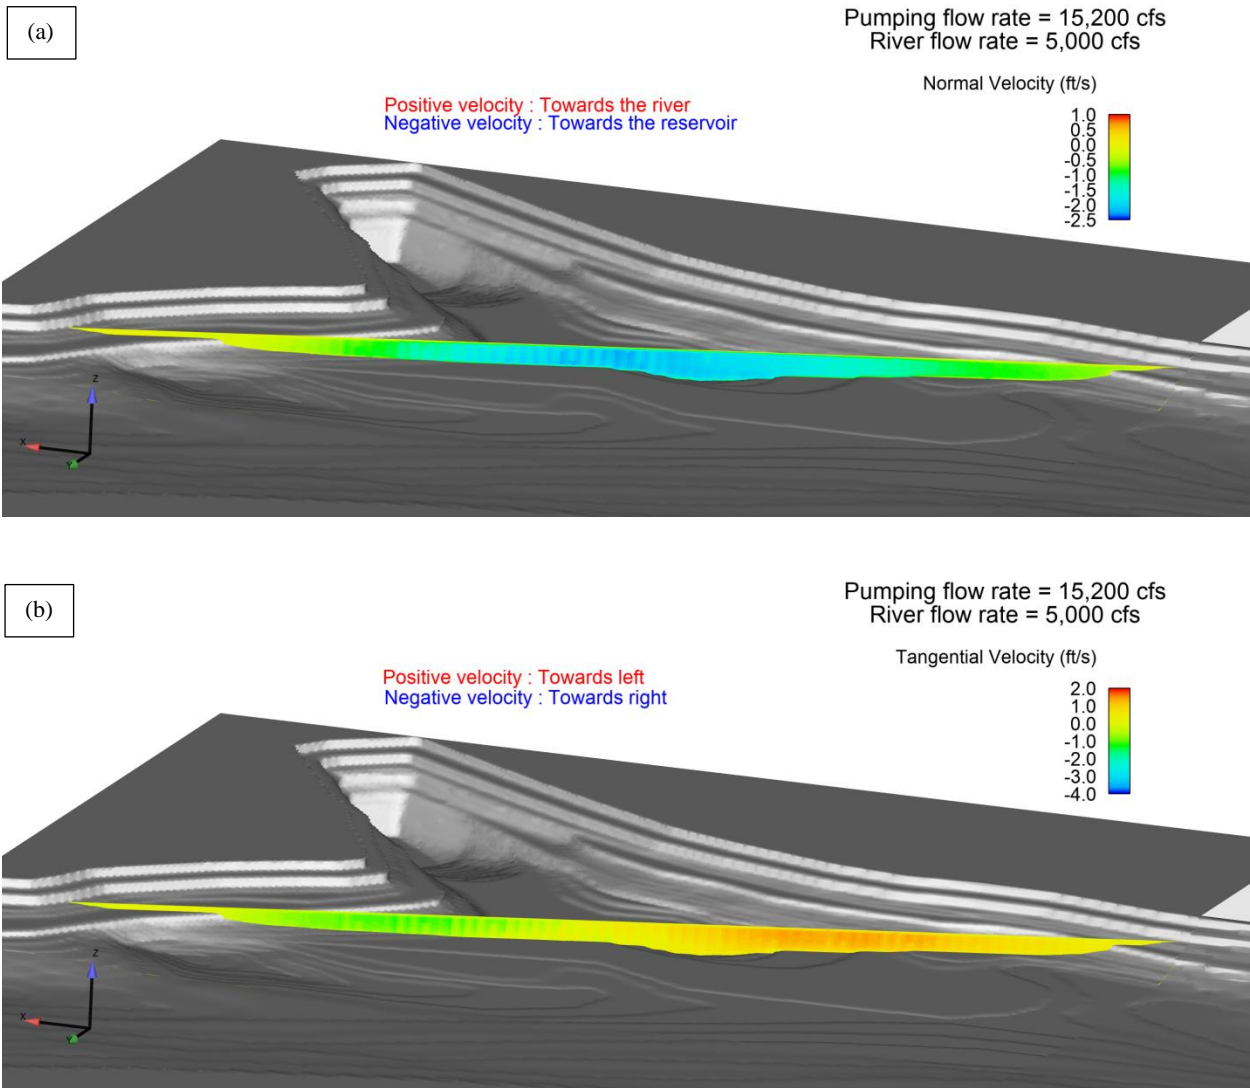 (a)
Pumping flow rate = 15,200 cfs
River flow rate = 5,000 cfs
Normal Velocity (ft/s)
Positive velocity : Towards the river
Negative velocity : Towards the reservoir
1.0
0.5
0.0
-0.5
-1.0
-1.5
-2.0
-2.5
Z
X
Y
(b)
Pumping flow rate = 15,200 cfs
River flow rate = 5,000 cfs
Tangential Velocity (ft/s)
Positive velocity : Towards left
Negative velocity : Towards right
2.0
1.0
0.0
-1.0
-2.0
-3.0
-4.0
Z
X
Y